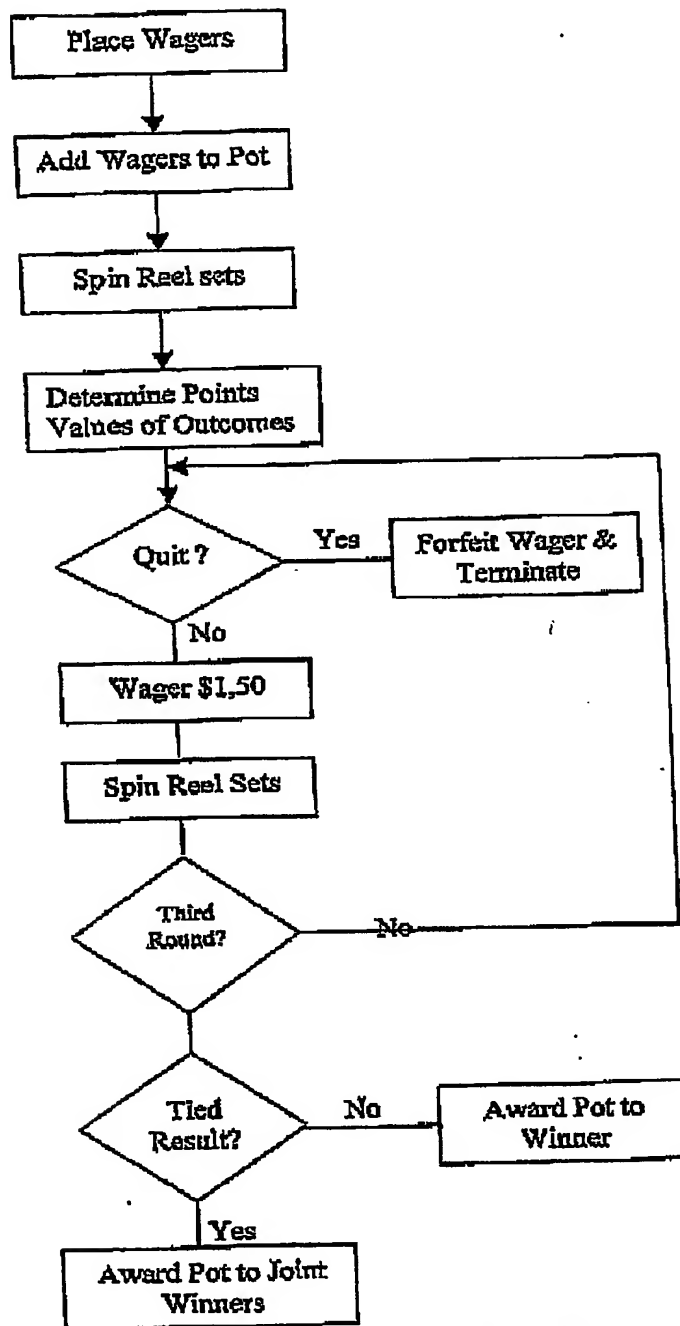 Place Wagers
Add Wagers to Pot
Spin Reel sets
Determine Points
Values of Outcomes
Quit ?
Yes
Forfeit Wager &
Terminate
No
Wager $1,50
Spin Reel Sets
Third
Round?
No
Tied
Result?
No
Award Pot to
Winner
Yes
Award Pot to Joint
Winners